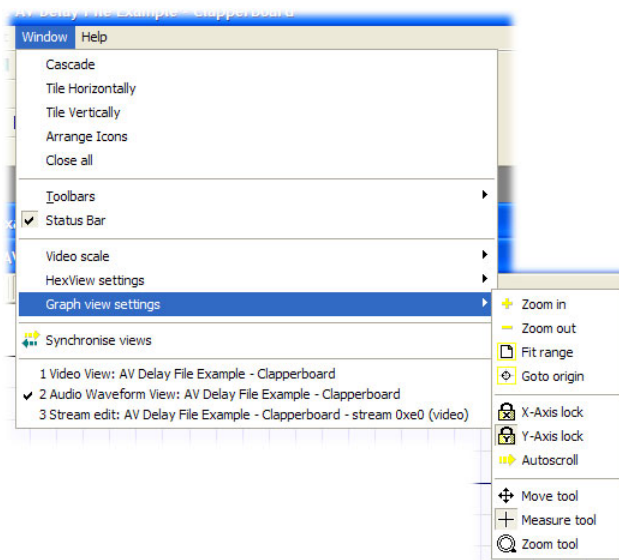 AV Delay File Example - Clapperboard
Window Help
Cascade
Tile Horizontally
Tile Vertically
Arrange Icons
Close all
Toolbars
Status Bar
Video scale
HexView settings
Graph view settings
Synchronise views
1 Video View: AV Delay File Example - Clapperboard
2 Audio Waveform View: AV Delay File Example - Clapperboard
3 Stream edit: AV Delay File Example - Clapperboard - stream 0xe0 (video)
Zoom in
Zoom out
Fit range
Goto origin
X-Axis lock
Y-Axis lock
Autoscroll
Move tool
Measure tool
Zoom tool